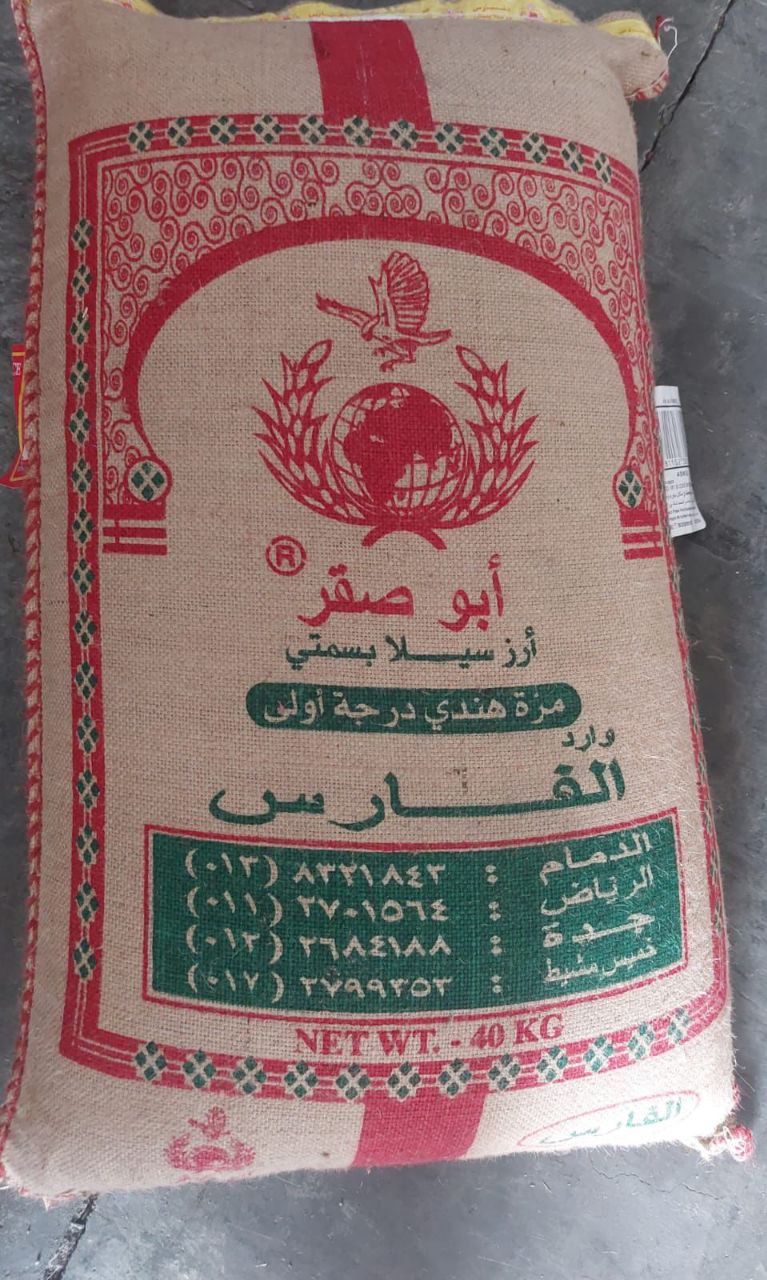 ®
أبو صقر
أرز سيلا بسمتي
مزة هندي درجة أولى
وارد
الفارس
الدمام : ٨٣٣١٨٤٣ (٠١٣)
الرياض : ٢٧٠١٥٦٤ (٠١١)
جدة : ٢٦٨٤١٨٨ (٠١٢)
خميس مشيط : ٢٧٩٩٢٥٣ (٠١٧)
NET WT. - 40 KG
الفارس